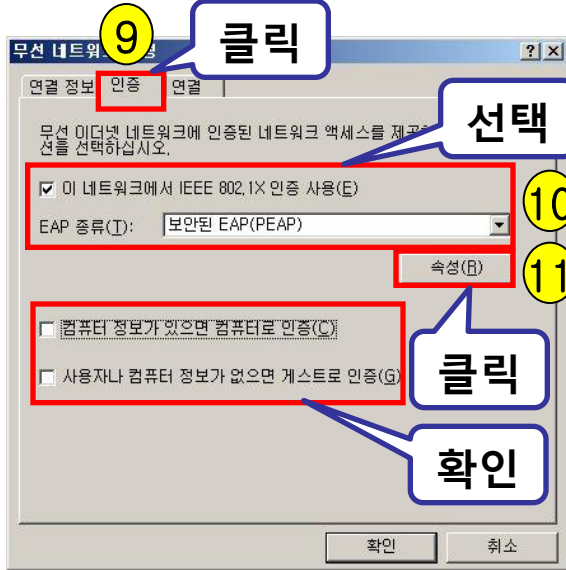 9
클릭
무선 네트워
연결 정보 인증 연결
선택
무선 이더넷 네트워크에 인증된 네트워크 액세스를
션을 선택하십시오.
☑ 이 네트워크에서 IEEE 802.1X 인증 사용(E)
10
EAP 종류(T): 보안된 EAP(PEAP)
속성(R)
11
컴퓨터 정보가 있으면 컴퓨터로 인증(C)
클릭
사용자나 컴퓨터 정보가 없으면 게스트로 인증(G)
확인
확인 취소